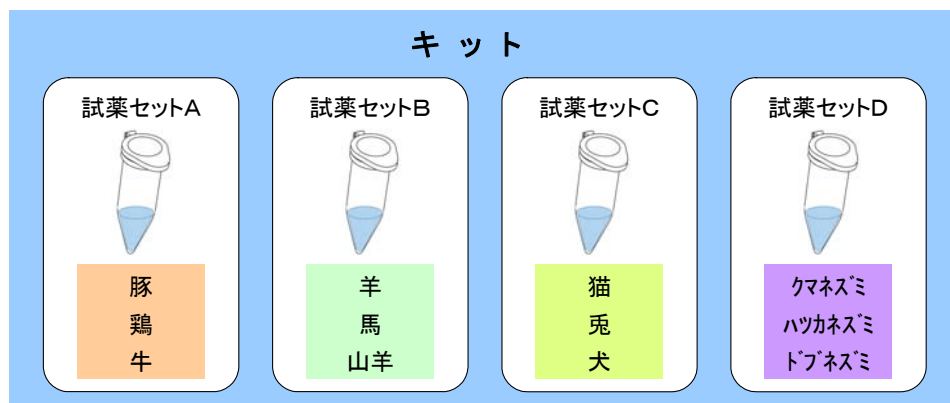 キット
試薬セットA
豚
鶏
牛
試薬セットB
羊
馬
山羊
試薬セットC
猫
兎
犬
試薬セットD
クマネズミ
ハツカネズミ
ドブネズミ